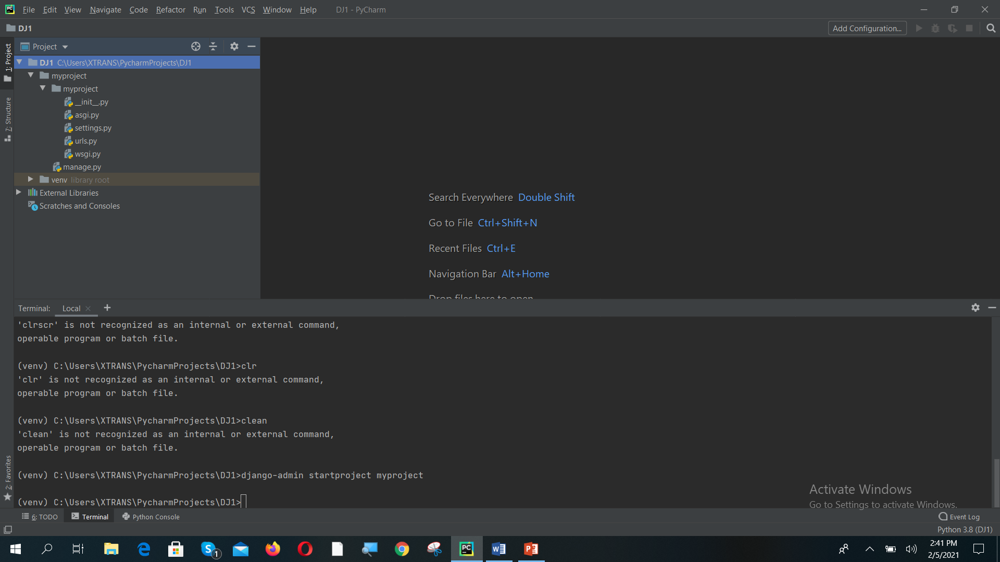 File Edit View Navigate Code Refactor Run Tools VCS Window Help DJ1 - PyCharm
DJ1
Add Configuration...
1: Project
Project
DJ1 C:\Users\XTRANS\PycharmProjects\DJ1
myproject
myproject
__init__.py
asgi.py
settings.py
urls.py
wsgi.py
manage.py
venv library root
External Libraries
Scratches and Consoles
7: Structure
2: Favorites
Search Everywhere Double Shift
Go to File Ctrl+Shift+N
Recent Files Ctrl+E
Navigation Bar Alt+Home
Drop files here to open
Terminal: Local
'clrscr' is not recognized as an internal or external command,
operable program or batch file.
(venv) C:\Users\XTRANS\PycharmProjects\DJ1>clr
'clr' is not recognized as an internal or external command,
operable program or batch file.
(venv) C:\Users\XTRANS\PycharmProjects\DJ1>clean
'clean' is not recognized as an internal or external command,
operable program or batch file.
(venv) C:\Users\XTRANS\PycharmProjects\DJ1>django-admin startproject myproject
(venv) C:\Users\XTRANS\PycharmProjects\DJ1>
Activate Windows
Go to Settings to activate Windows.
6: TODO Terminal Python Console
Event Log
Python 3.8 (DJ1)
2:41 PM
2/5/2021